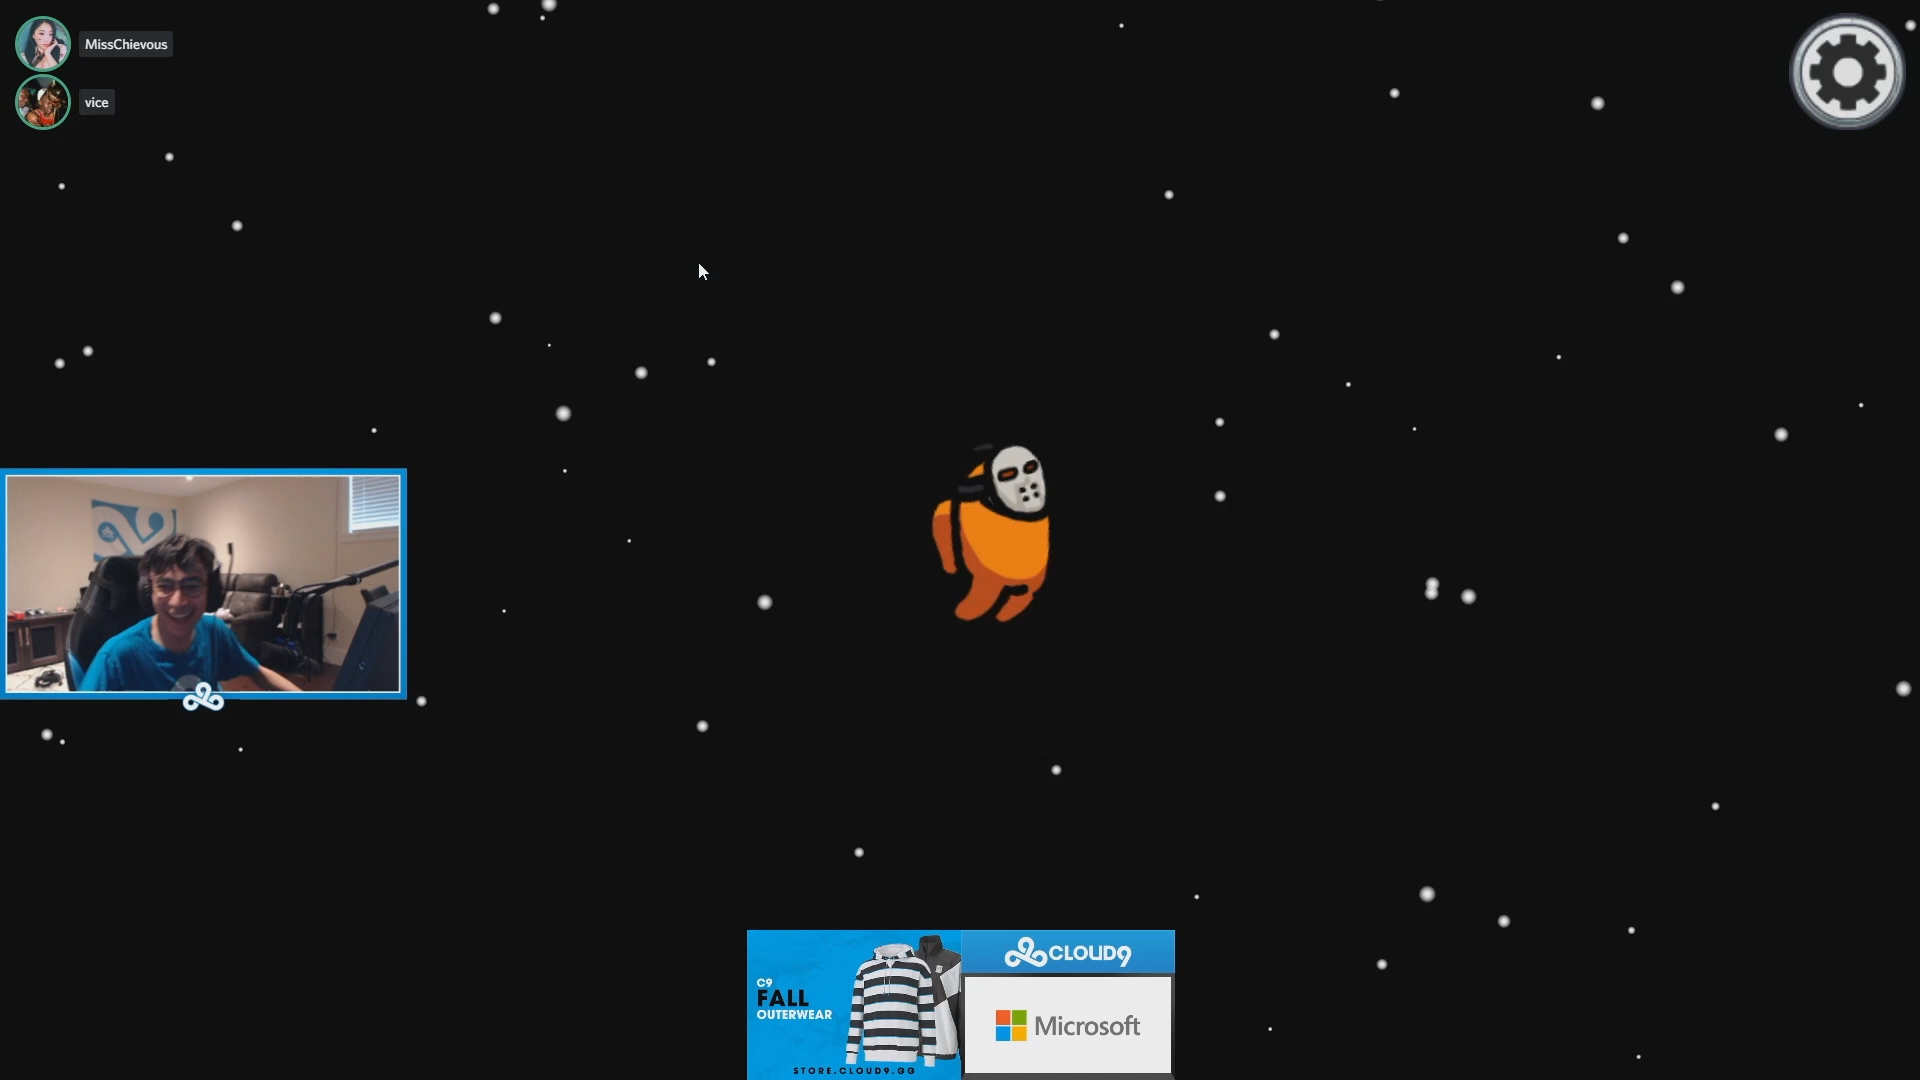 MissChievous
vice
C9
FALL
OUTERWEAR
STORE.CLOUD9.GG
CLOUD9
Microsoft